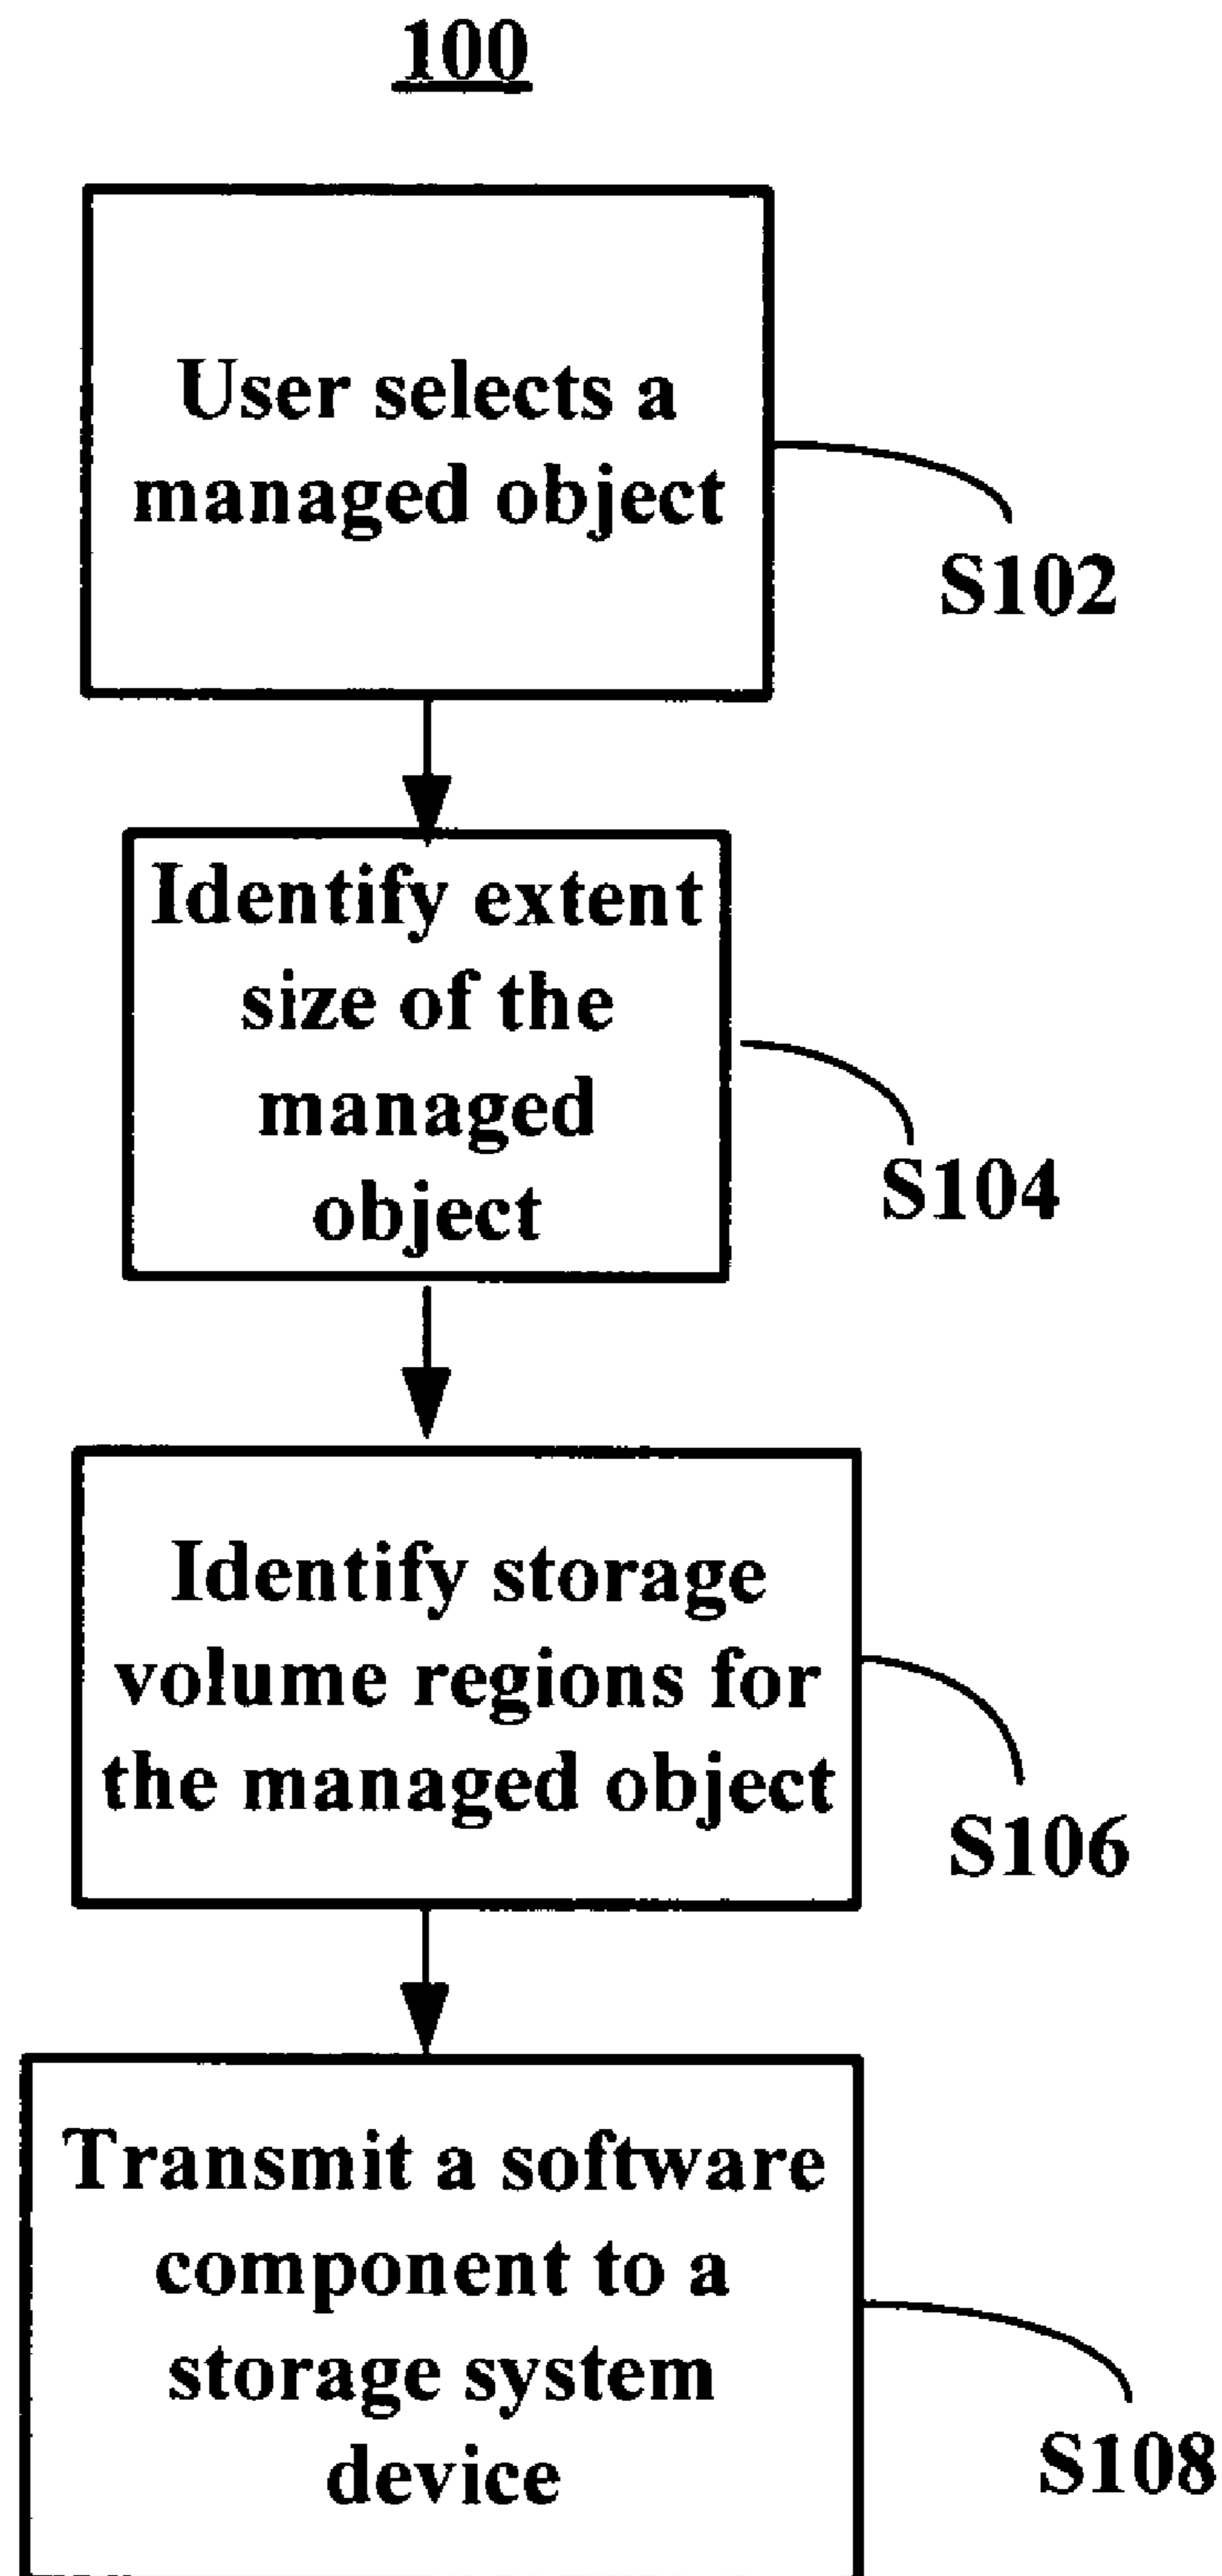 100
User selects a
managed object
S102
Identify extent
size of the
managed
object
S104
Identify storage
volume regions for
the managed object
S106
Transmit a software
component to a
storage system
device
S108